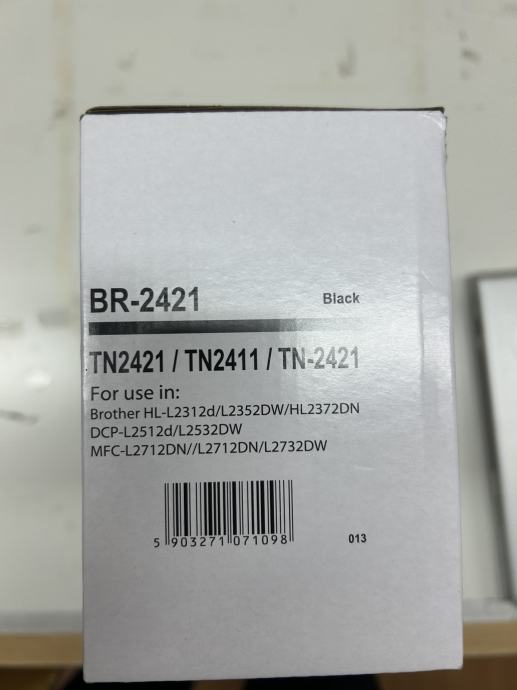 BR-2421 Black
TN2421 / TN2411 / TN-2421
For use in:
Brother HL-L2312d/L2352DW/HL2372DN
DCP-L2512d/L2532DW
MFC-L2712DN//L2712DN/L2732DW
5 903271 071098
013